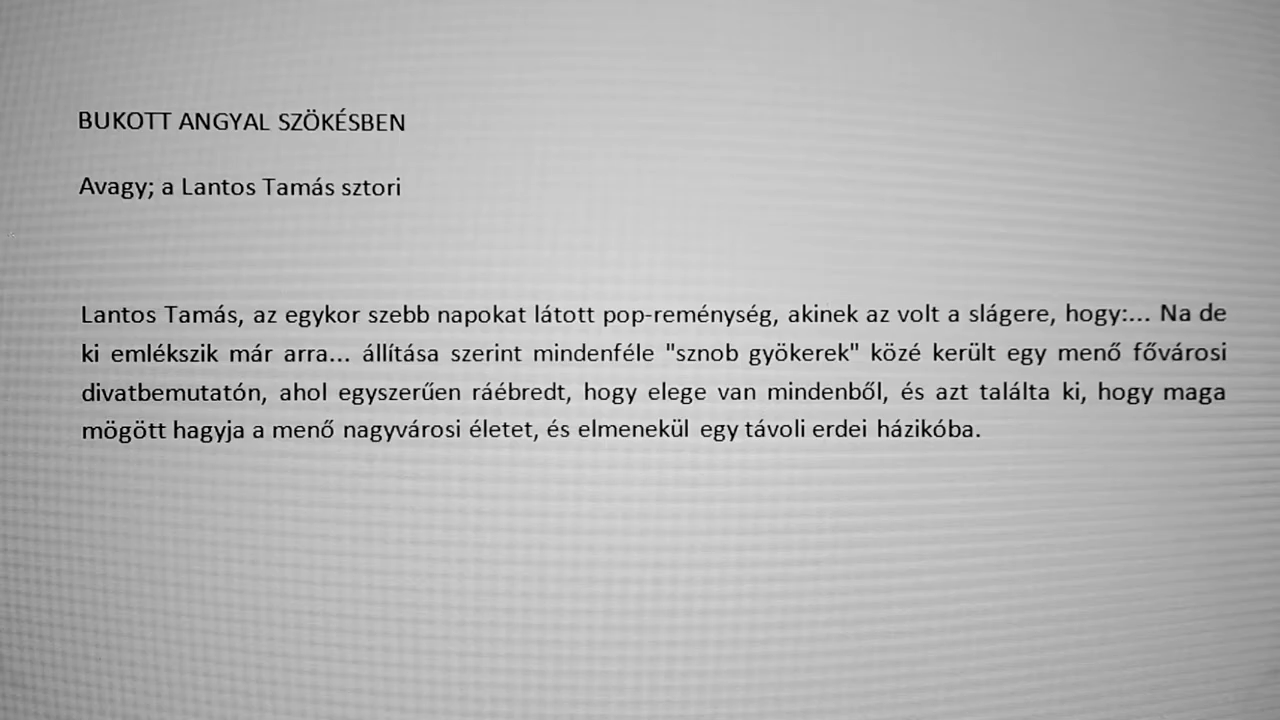 BUKOTT ANGYAL SZÖKÉSBEN
Avagy; a Lantos Tamás sztori
Lantos Tamás, az egykor szebb napokat látott pop-reménység, akinek az volt a slágere, hogy:... Na de
ki emlékszik már arra... állítása szerint mindenféle "sznob gyökerek" közé került egy menő fővárosi
divatbemutatón, ahol egyszerűen ráébredt, hogy elege van mindenből, és azt találta ki, hogy maga
mögött hagyja a menő nagyvárosi életet, és elmenekül egy távoli erdei házikóba.